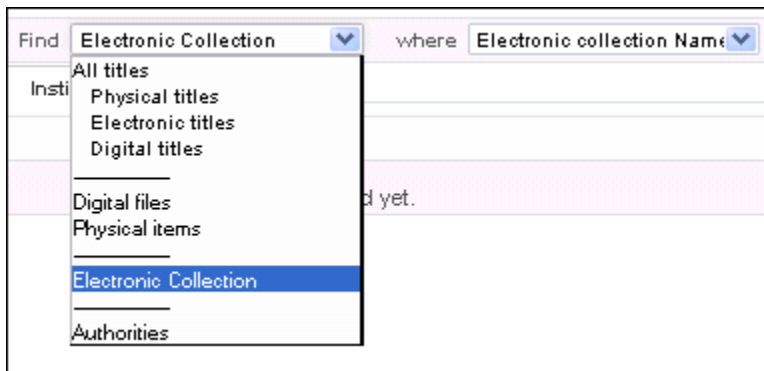 Find Electronic Collection where Electronic collection Name
All titles
Insti
Physical titles
Electronic titles
Digital titles
Digital files
d yet.
Physical items
Electronic Collection
Authorities